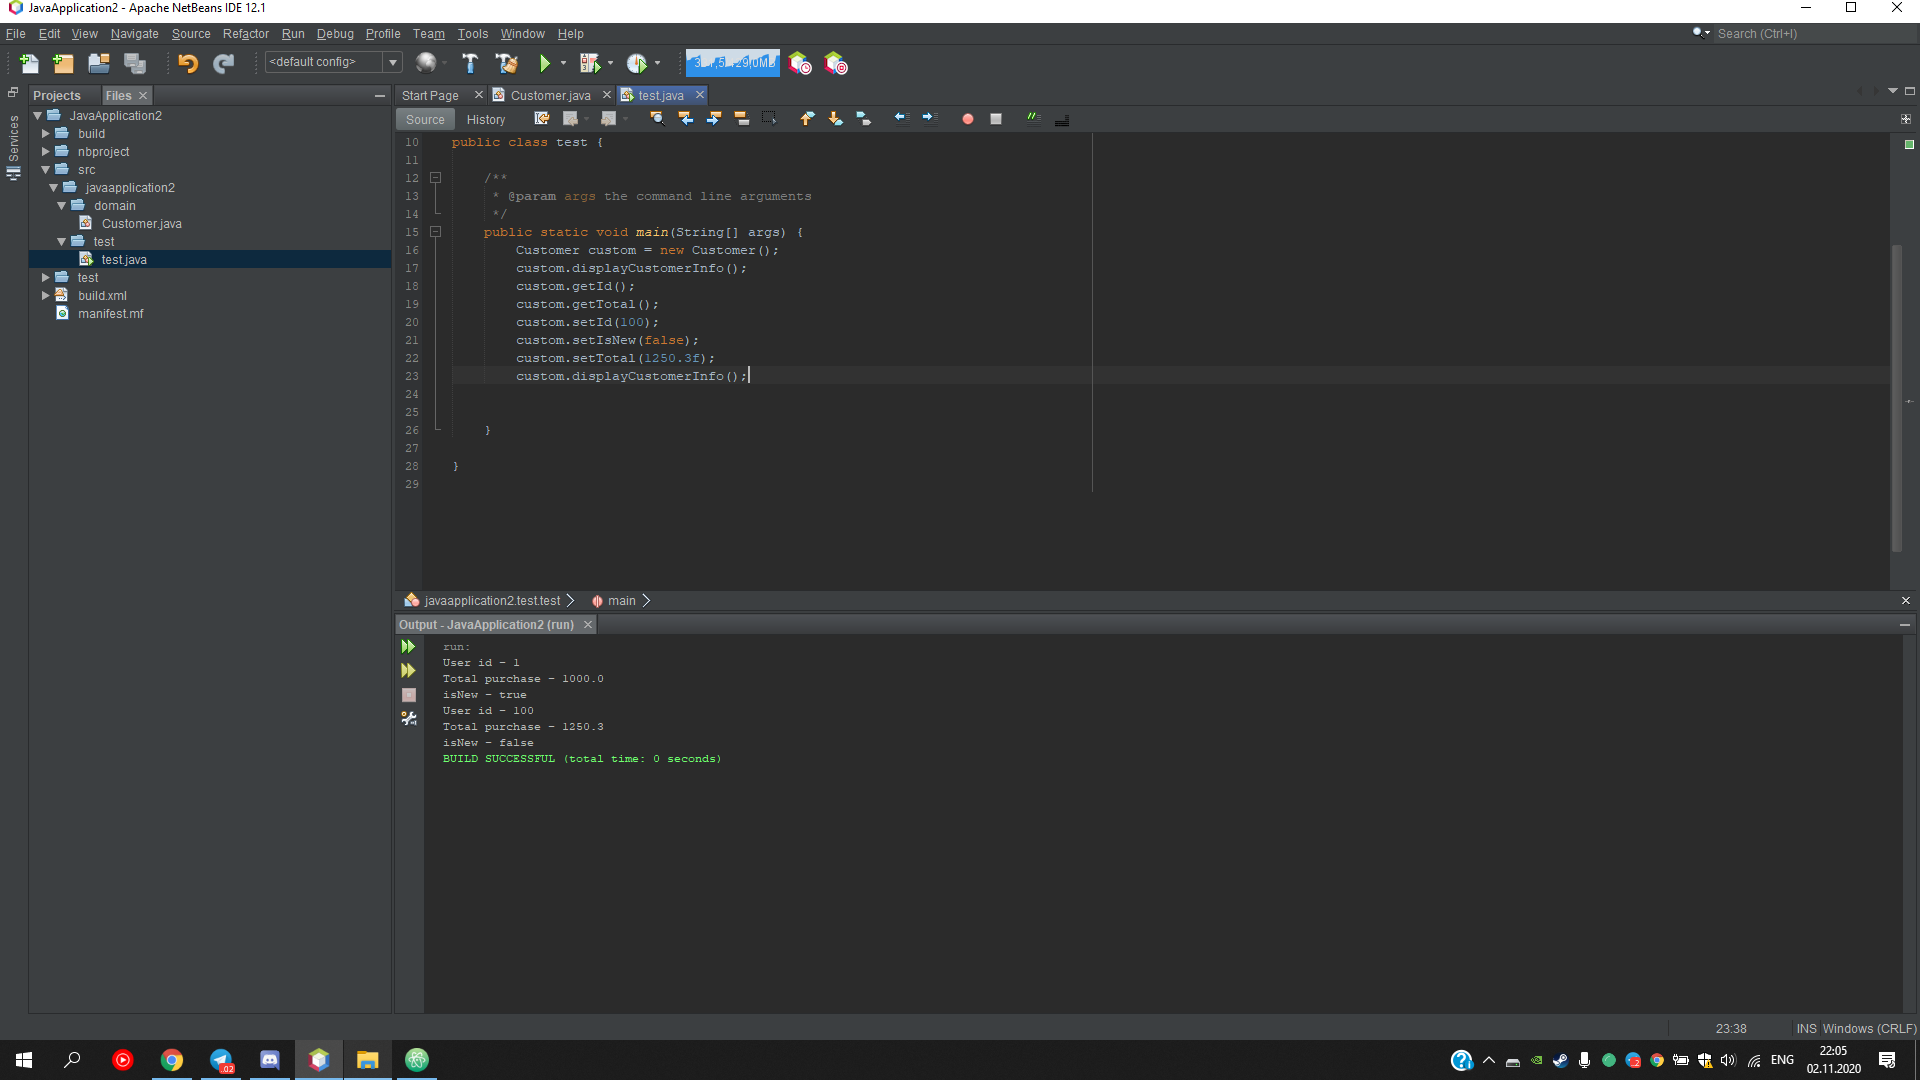 JavaApplication2 - Apache NetBeans IDE 12.1
File Edit View Navigate Source Refactor Run Debug Profile Team Tools Window Help
Search (Ctrl+I)
<default config>
Projects Files
Start Page Customer.java test.java
Services
JavaApplication2
build
nbproject
src
javaapplication2
domain
Customer.java
test
test.java
test
build.xml
manifest.mf
Source History
10 public class test {
11
12 /**
13 * @param args the command line arguments
14 */
15 public static void main(String[] args) {
16 Customer custom = new Customer();
17 custom.displayCustomerInfo();
18 custom.getId();
19 custom.getTotal();
20 custom.setId(100);
21 custom.setIsNew(false);
22 custom.setTotal(1250.3f);
23 custom.displayCustomerInfo();
24
25
26 }
27
28 }
29
javaapplication2.test.test main
Output - JavaApplication2 (run)
run:
User id - 1
Total purchase - 1000.0
isNew - true
User id - 100
Total purchase - 1250.3
isNew - false
BUILD SUCCESSFUL (total time: 0 seconds)
23:38 INS Windows (CRLF)
ENG
22:05
02.11.2020